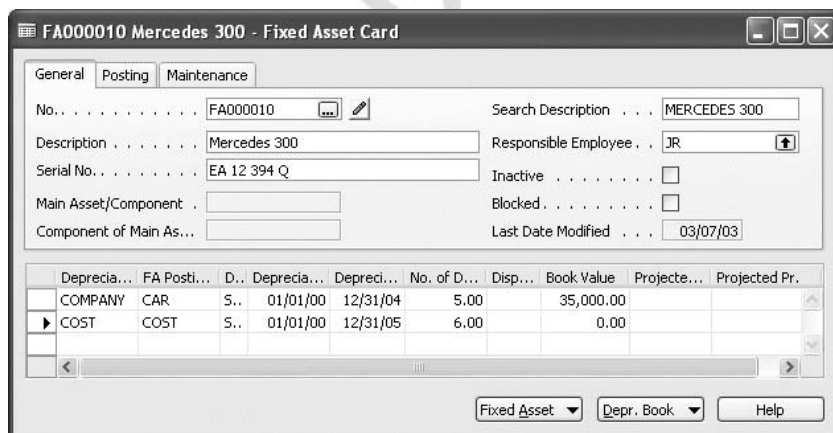 FA000010 Mercedes 300 - Fixed Asset Card
General Posting Maintenance
No.. . . . . . . . . . . . FA000010 ... Search Description . . . MERCEDES 300
Description . . . . . . . Mercedes 300 Responsible Employee. . JR
Serial No.. . . . . . . . . EA 12 394 Q Inactive . . . . . . . .
Main Asset/Component . Blocked. . . . . . . . .
Component of Main As... Last Date Modified . . . 03/07/03
Deprecia... FA Posti... D.. Deprecia... Depreci... No. of D... Disp... Book Value Projecte... Projected Pr.
COMPANY CAR S.. 01/01/00 12/31/04 5.00 35,000.00
COST COST S.. 01/01/00 12/31/05 6.00 0.00
Fixed Asset Depr. Book Help